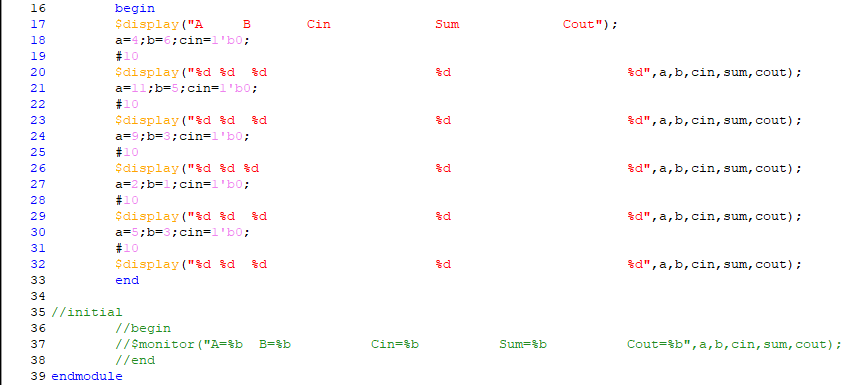 16 begin
17 $display("A     B       Cin             Sum             Cout");
18 a=4;b=6;cin=1'b0;
19 #10
20 $display("%d %d  %d                     %d                      %d",a,b,cin,sum,cout);
21 a=11;b=5;cin=1'b0;
22 #10
23 $display("%d %d  %d                     %d                      %d",a,b,cin,sum,cout);
24 a=9;b=3;cin=1'b0;
25 #10
26 $display("%d %d %d                      %d                      %d",a,b,cin,sum,cout);
27 a=2;b=1;cin=1'b0;
28 #10
29 $display("%d %d  %d                     %d                      %d",a,b,cin,sum,cout);
30 a=5;b=3;cin=1'b0;
31 #10
32 $display("%d %d  %d                     %d                      %d",a,b,cin,sum,cout);
33 end
34
35 //initial
36 //begin
37 //$monitor("A=%b  B=%b          Cin=%b          Sum=%b          Cout=%b",a,b,cin,sum,cout);
38 //end
39 endmodule